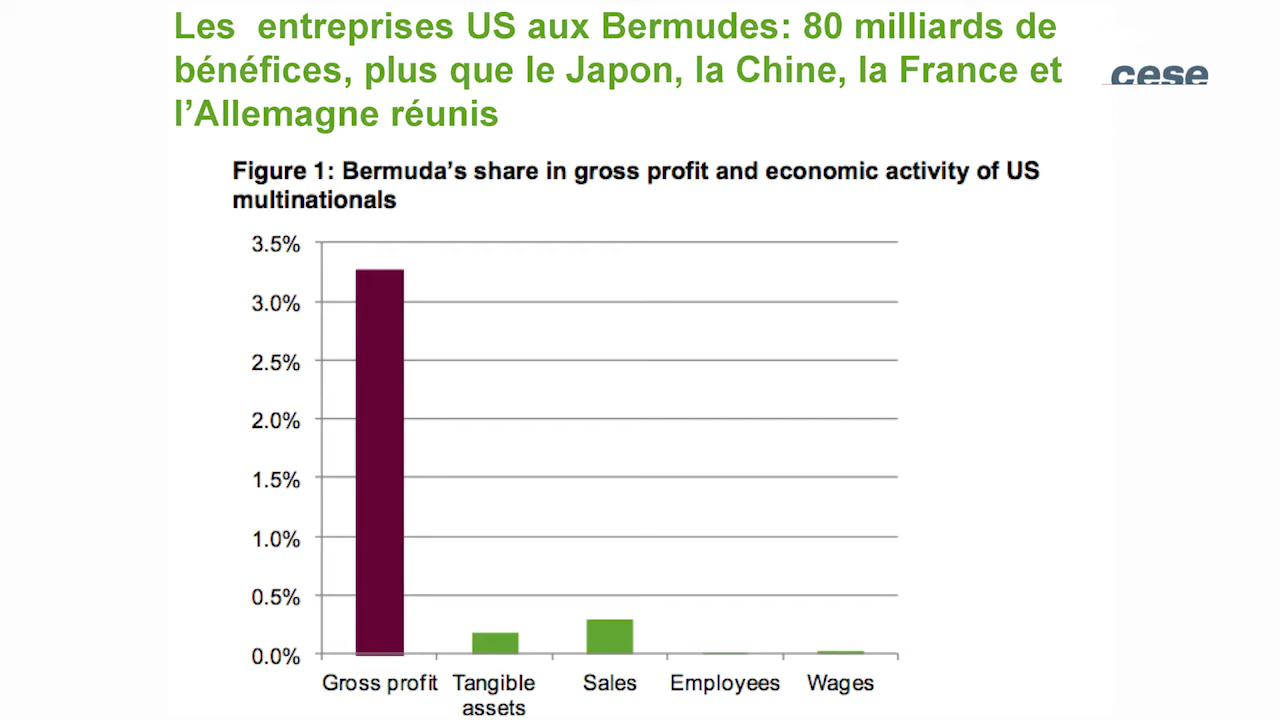 Les  entreprises US aux Bermudes: 80 milliards de
bénéfices, plus que le Japon, la Chine, la France et
l’Allemagne réunis
cese
Figure 1: Bermuda’s share in gross profit and economic activity of US
multinationals
3.5%
3.0%
2.5%
2.0%
1.5%
1.0%
0.5%
0.0%
Gross profit
Tangible
assets
Sales
Employees
Wages